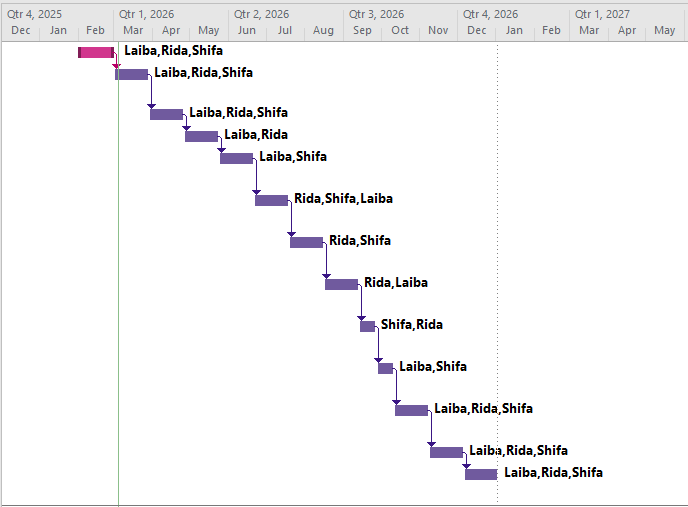 Qtr 4, 2025 Qtr 1, 2026 Qtr 2, 2026 Qtr 3, 2026 Qtr 4, 2026 Qtr 1, 2027
Dec Jan Feb Mar Apr May Jun Jul Aug Sep Oct Nov Dec Jan Feb Mar Apr May
Laiba,Rida,Shifa
Laiba,Rida,Shifa
Laiba,Rida,Shifa
Laiba,Rida
Laiba,Shifa
Rida,Shifa,Laiba
Rida,Shifa
Rida,Laiba
Shifa,Rida
Laiba,Shifa
Laiba,Rida,Shifa
Laiba,Rida,Shifa
Laiba,Rida,Shifa